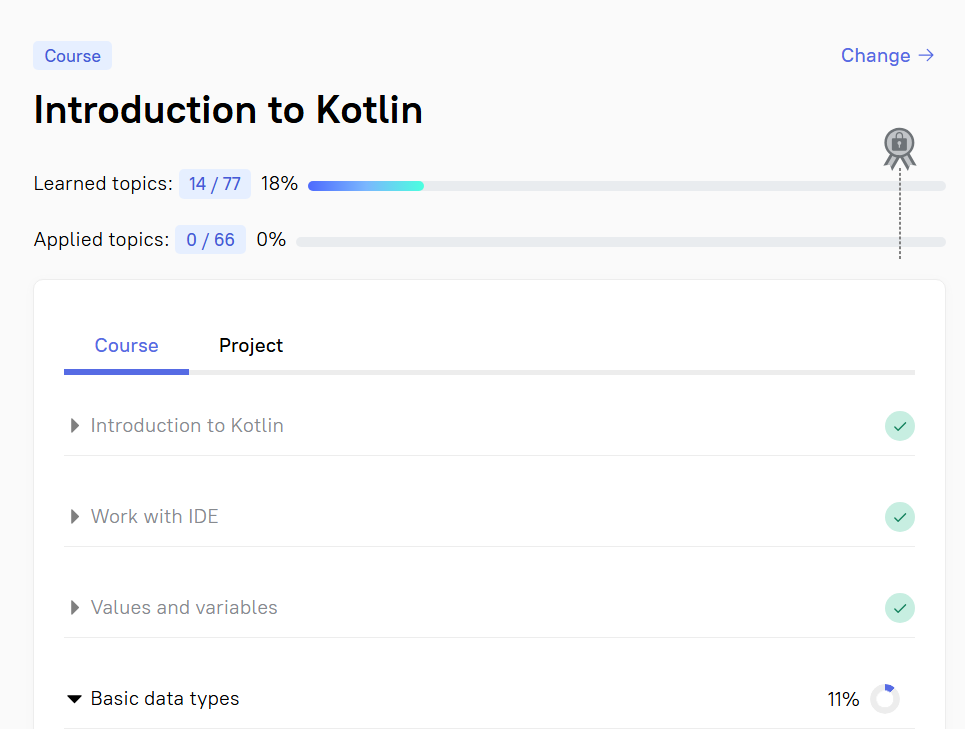 Course
Change →
Introduction to Kotlin
Learned topics: 14 / 77 18%
Applied topics: 0 / 66 0%
Course Project
Introduction to Kotlin
Work with IDE
Values and variables
Basic data types 11%